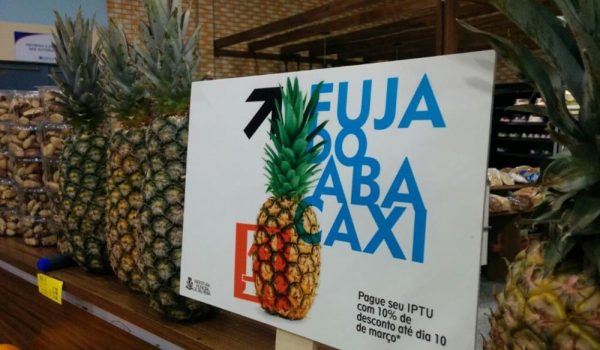 FUJA
DO
ABA
CAXI
Pague seu IPTU
com 10% de
desconto até dia 10
de março*